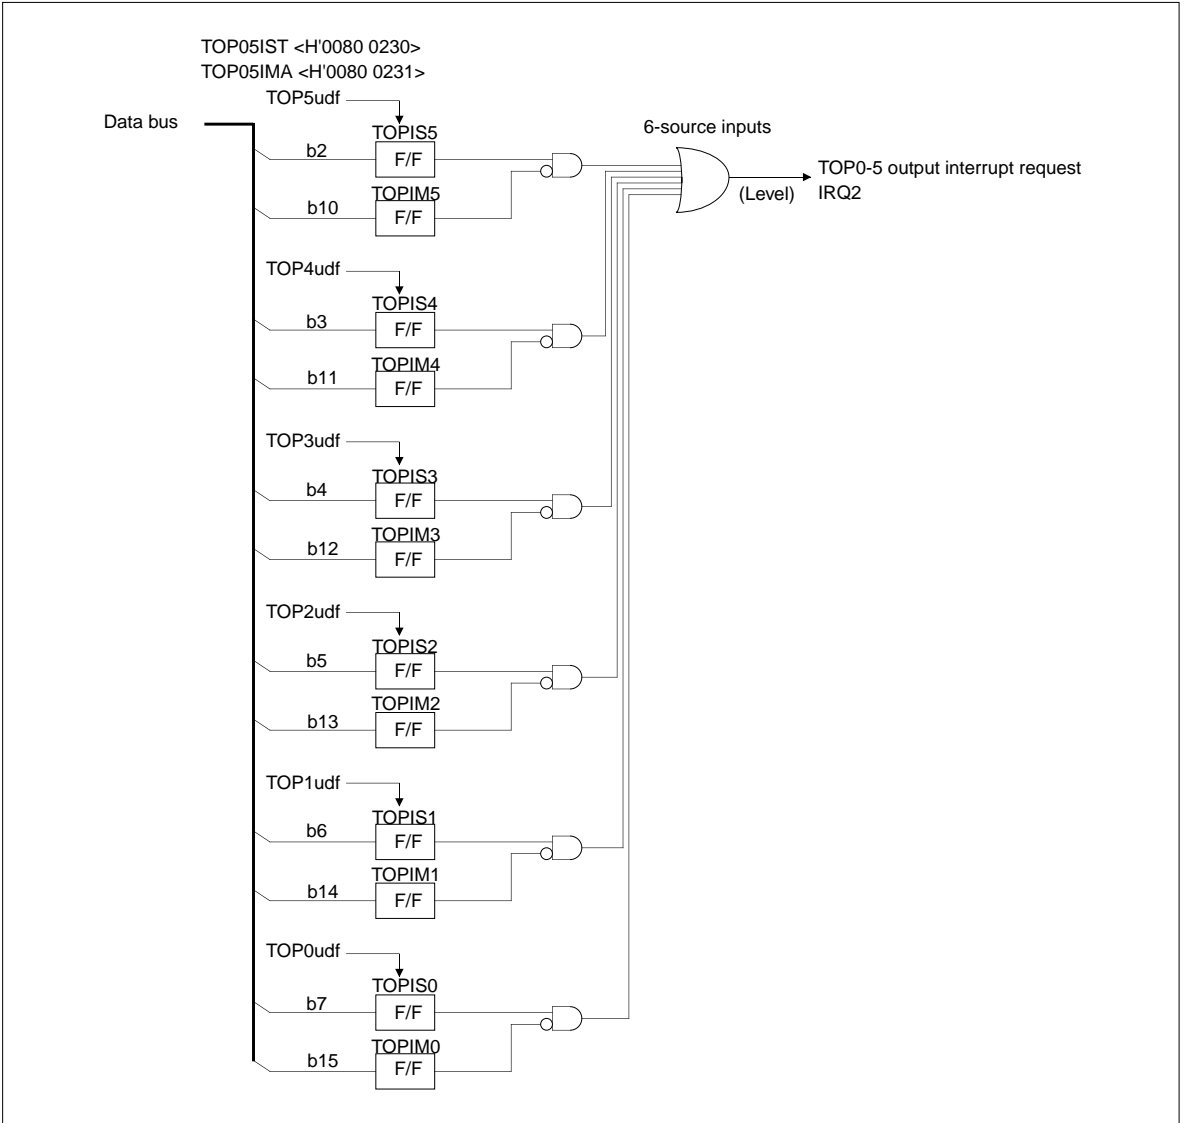 TOP05IST <H'0080 0230>
TOP05IMA <H'0080 0231>
TOP5udf
Data bus
6-source inputs
TOPIS5
b2
F/F
TOP0-5 output interrupt request
(Level)
IRQ2
TOPIM5
b10
F/F
TOP4udf
TOPIS4
b3
F/F
TOPIM4
b11
F/F
TOP3udf
TOPIS3
b4
F/F
TOPIM3
b12
F/F
TOP2udf
TOPIS2
b5
F/F
TOPIM2
b13
F/F
TOP1udf
TOPIS1
b6
F/F
TOPIM1
b14
F/F
TOP0udf
TOPIS0
b7
F/F
TOPIM0
b15
F/F